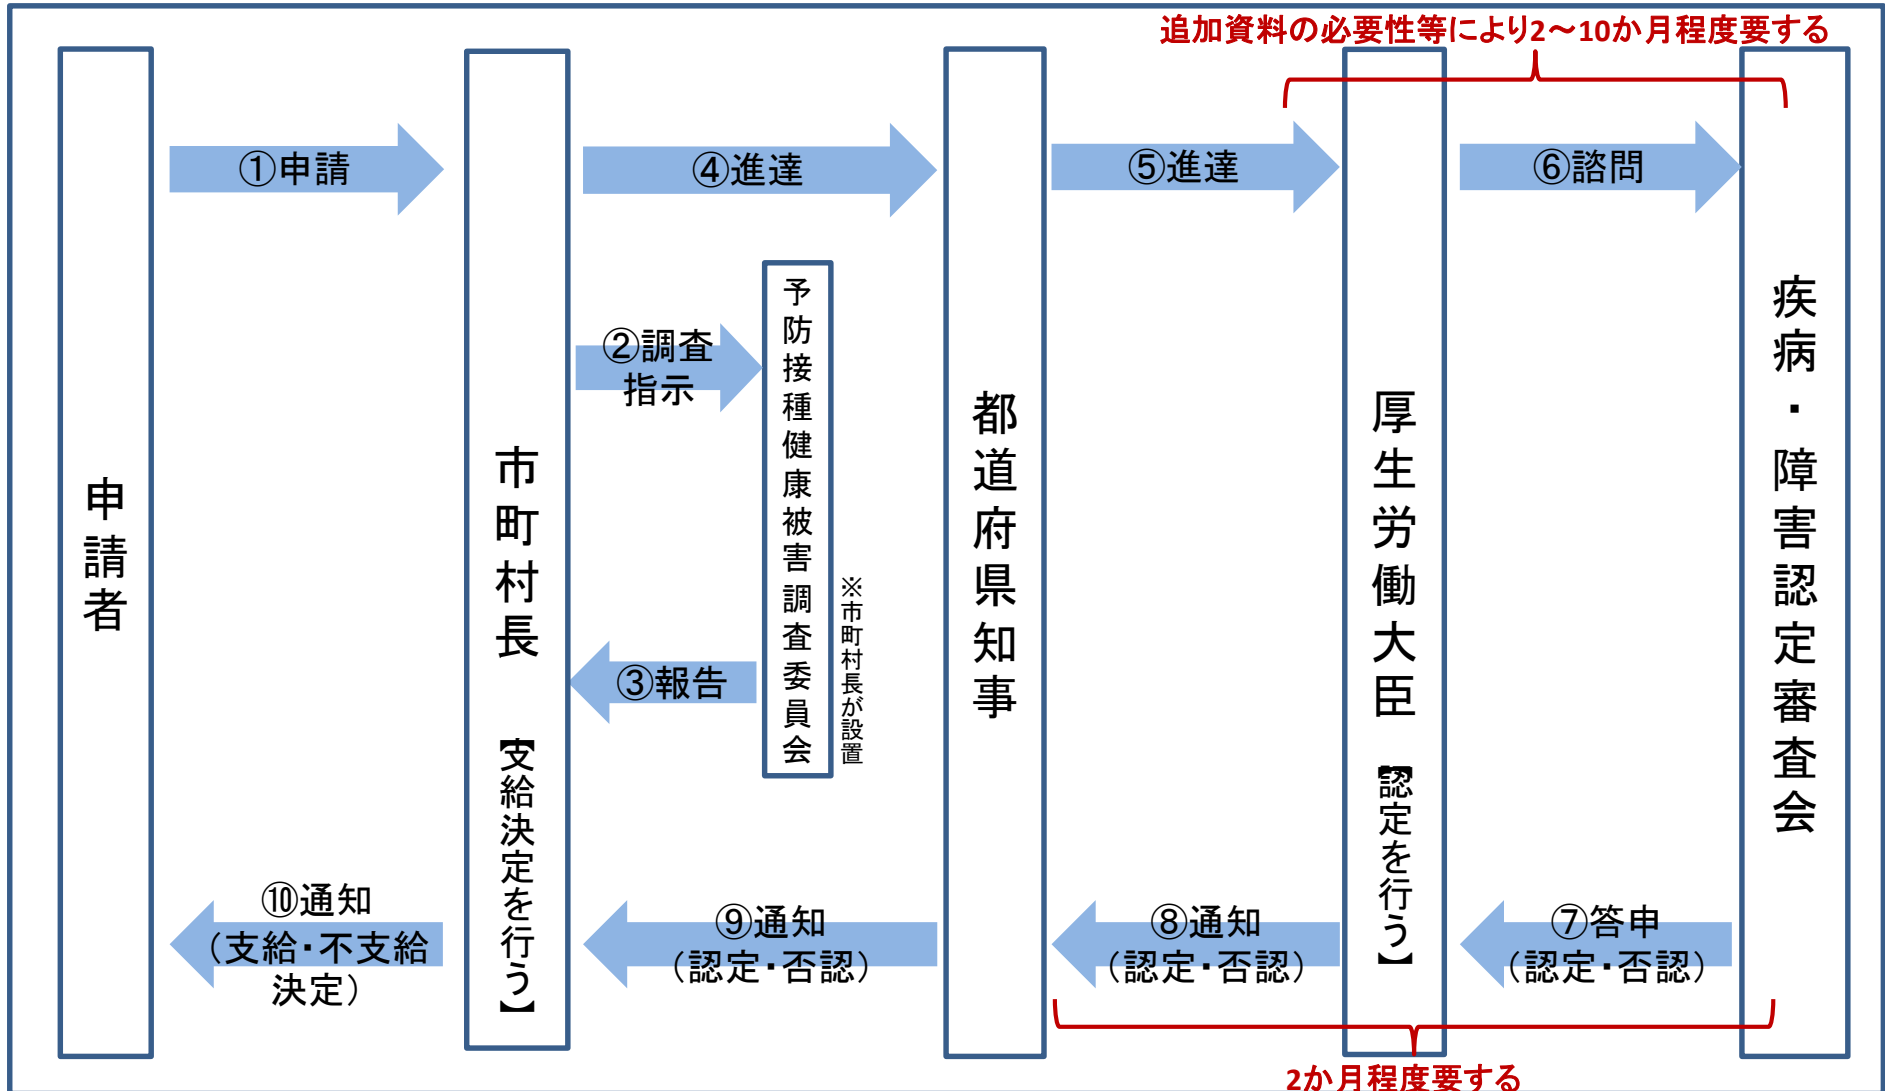 追加資料の必要性等により2～10か月程度要する
申請者
①申請
市町村長
【支給決定を行う】
④進達
②調査
指示
予防接種健康被害調査委員会
※市町村長が設置
③報告
都道府県知事
⑤進達
厚生労働大臣
【認定を行う】
⑥諮問
疾病・障害認定審査会
⑦答申
（認定・否認）
⑧通知
（認定・否認）
⑨通知
（認定・否認）
⑩通知
（支給・不支給
決定）
2か月程度要する